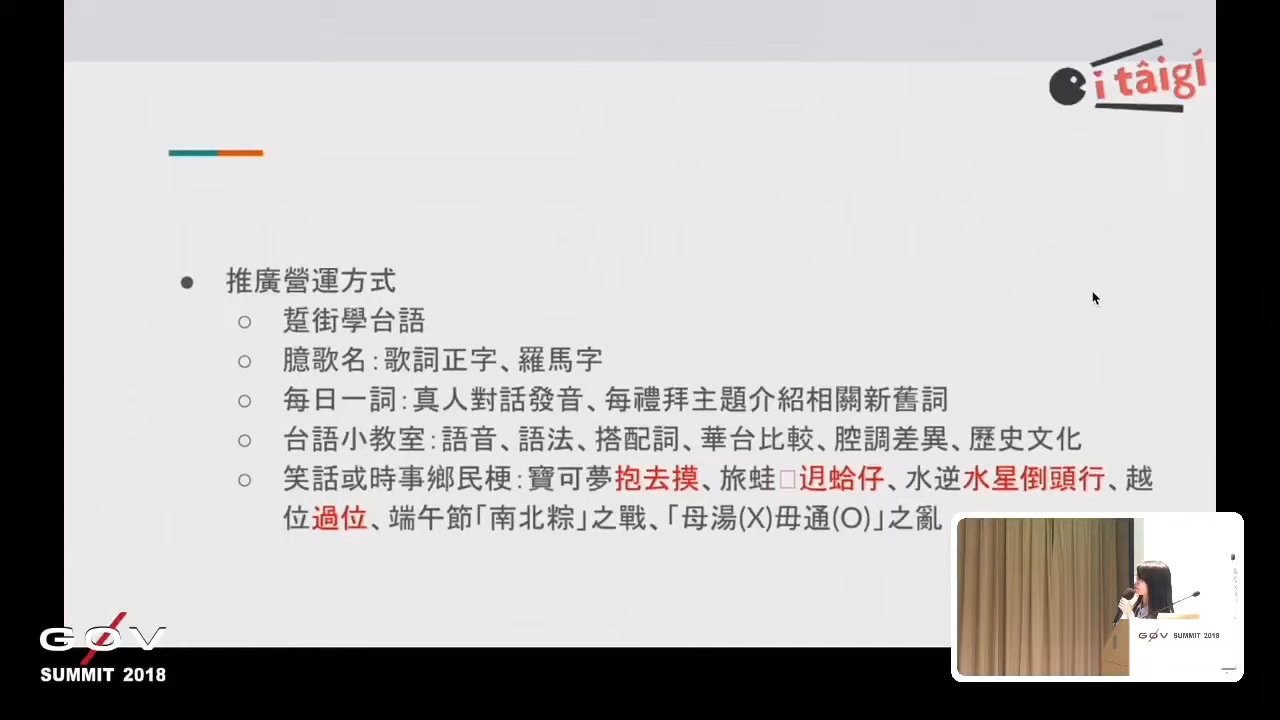 i tâigí
推廣營運方式
踅街學台語
臆歌名：歌詞正字、羅馬字
每日一詞：真人對話發音、每禮拜主題介紹相關新舊詞
台語小教室：語音、語法、搭配詞、華台比較、腔調差異、歷史文化
笑話或時事鄉民梗：寶可夢抱去摸、旅蛙□迌蛤仔、水逆水星倒頭行、越
位過位、端午節「南北粽」之戰、「母湯(X)毋通(O)」之亂
G0V
SUMMIT 2018
G0V SUMMIT 2018